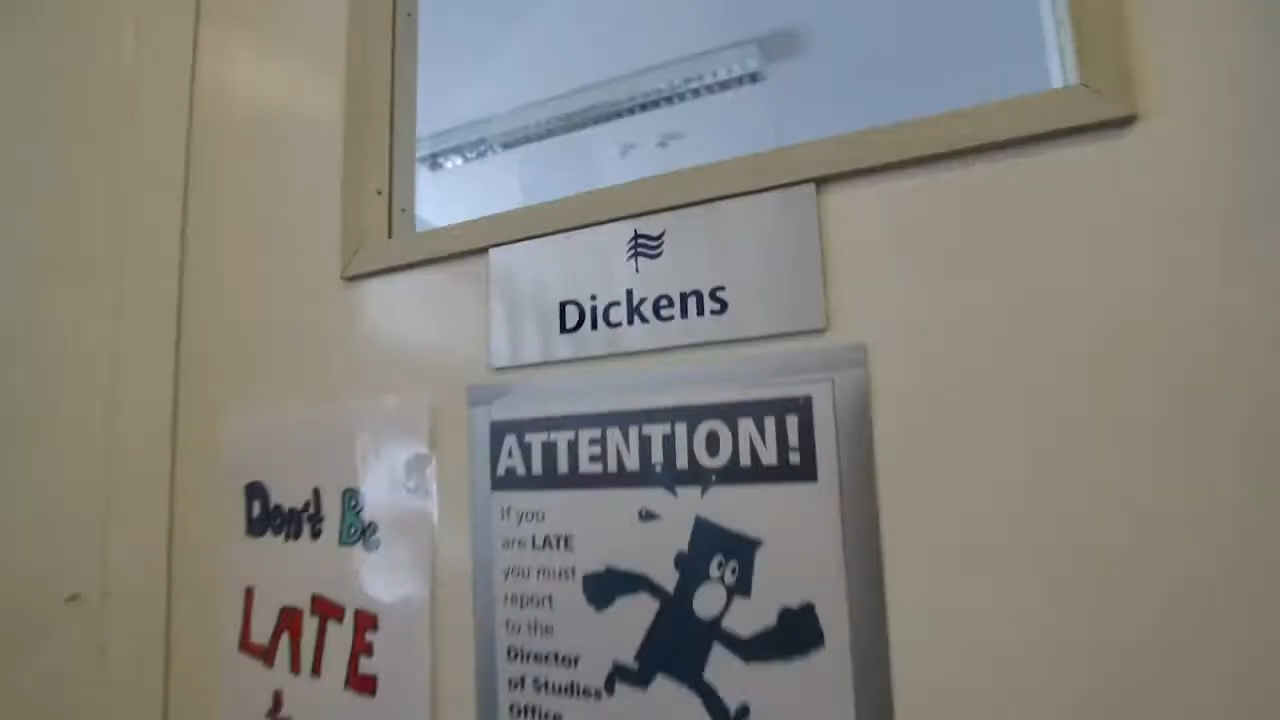 Dickens
ATTENTION!
If you
are LATE
you must
report
to the
Director
of Studies
Office
Don't Be
LATE